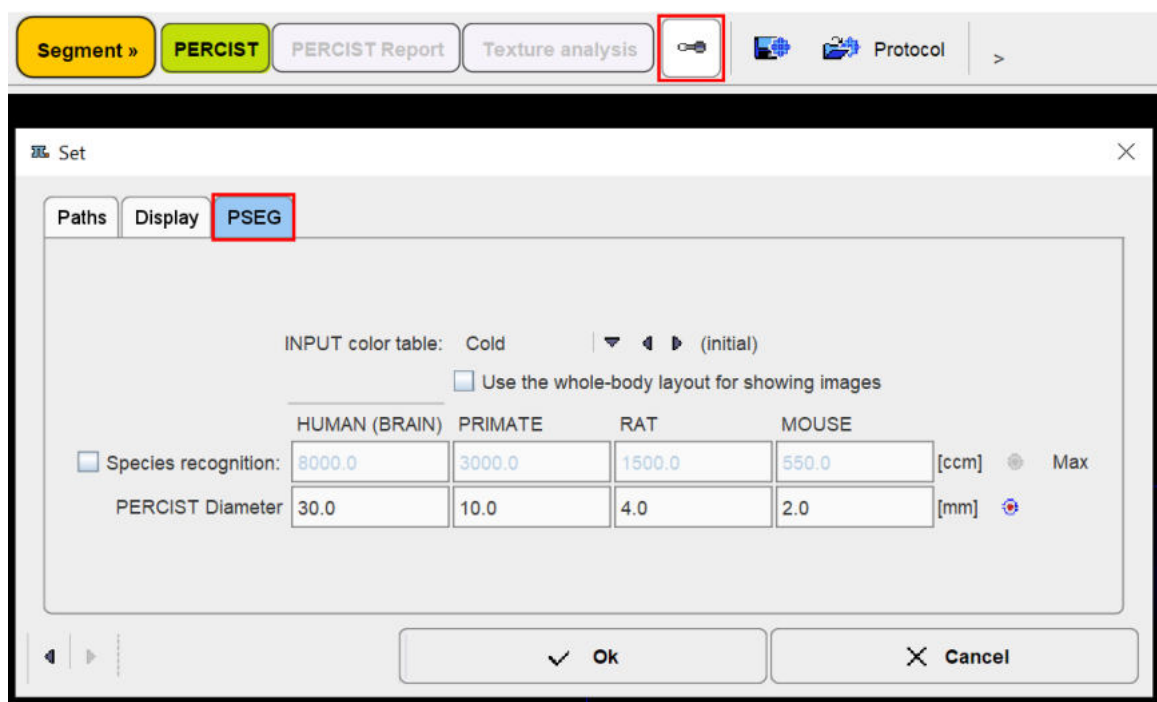 Segment » PERCIST PERCIST Report Texture analysis Protocol >
Set
Paths Display PSEG
INPUT color table: Cold (initial)
Use the whole-body layout for showing images
HUMAN (BRAIN) PRIMATE RAT MOUSE
Species recognition: 8000.0 3000.0 1500.0 550.0 [ccm] Max
PERCIST Diameter 30.0 10.0 4.0 2.0 [mm]
Ok Cancel